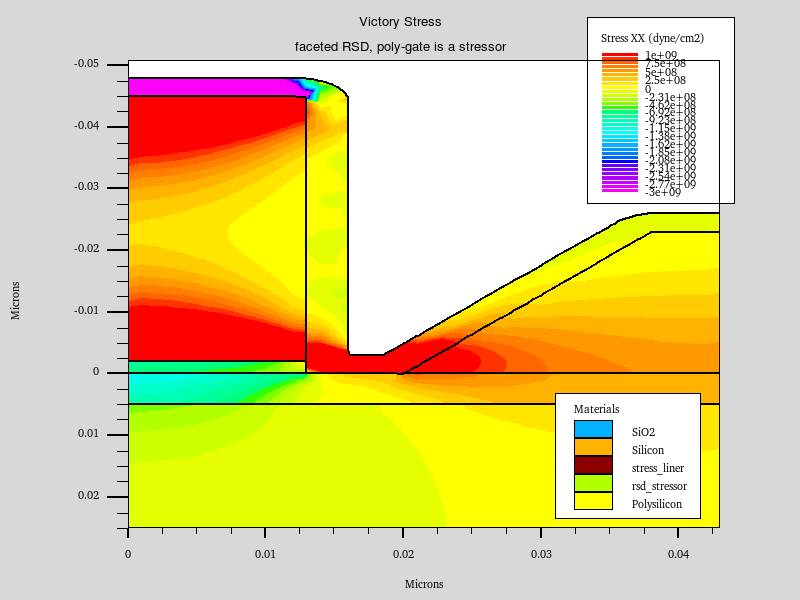 Victory Stress
faceted RSD, poly-gate is a stressor
Stress XX (dyne/cm2)
1e+09
7.5e+08
5e+08
2.5e+08
0
-2.31e+08
-4.62e+08
-6.92e+08
-9.23e+08
-1.15e+09
-1.38e+09
-1.62e+09
-1.85e+09
-2.08e+09
-2.31e+09
-2.54e+09
-2.77e+09
-3e+09
-0.05
-0.04
-0.03
-0.02
-0.01
0
0.01
0.02
Microns
Materials
SiO2
Silicon
stress_liner
rsd_stressor
Polysilicon
0
0.01
0.02
0.03
0.04
Microns